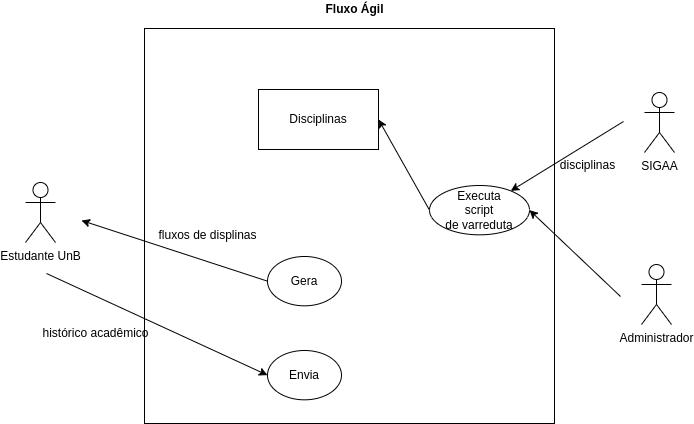 Fluxo Ágil
Disciplinas
disciplinas
SIGAA
Executa
script
de varreduta
fluxos de displinas
Estudante UnB
Gera
histórico acadêmico
Administrador
Envia